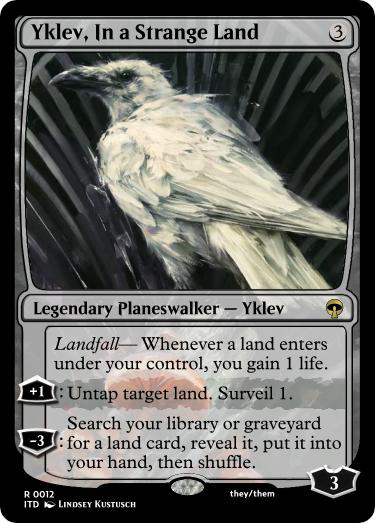 Yklev, In a Strange Land 3
Legendary Planeswalker — Yklev
Landfall— Whenever a land enters
under your control, you gain 1 life.
+1: Untap target land. Surveil 1.
Search your library or graveyard
-3: for a land card, reveal it, put it into
your hand, then shuffle.
3
R 0012
ITD Lindsey Kustusch
they/them